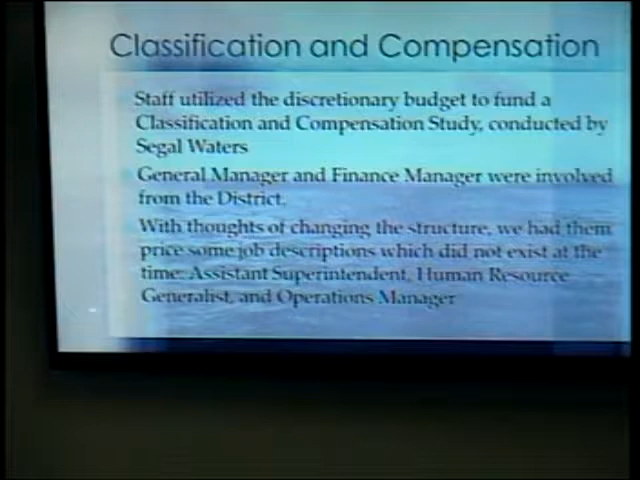 Classification and Compensation
Staff utilized the discretionary budget to fund a
Classification and Compensation Study, conducted by
Segal Waters
General Manager and Finance Manager were involved
from the District.
With thoughts of changing the structure, we had them
price some job descriptions which did not exist at the
time: Assistant Superintendent, Human Resource
Generalist, and Operations Manager